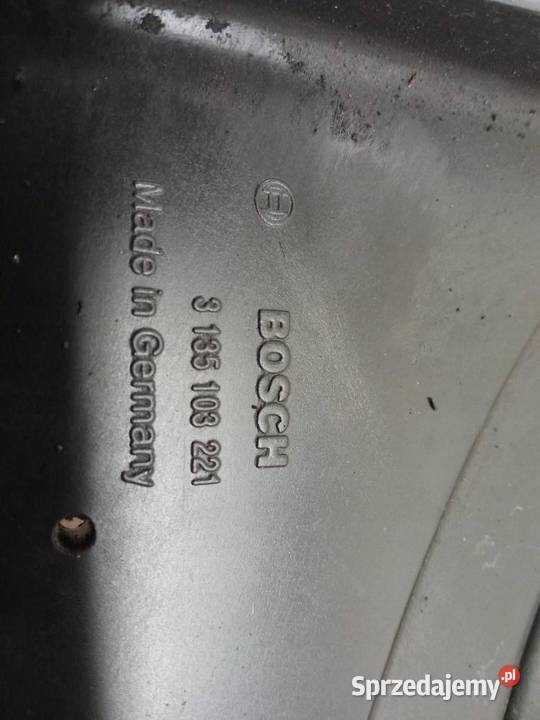 BOSCH
3 135 103 221
Made in Germany
Sprzedajemy.pl